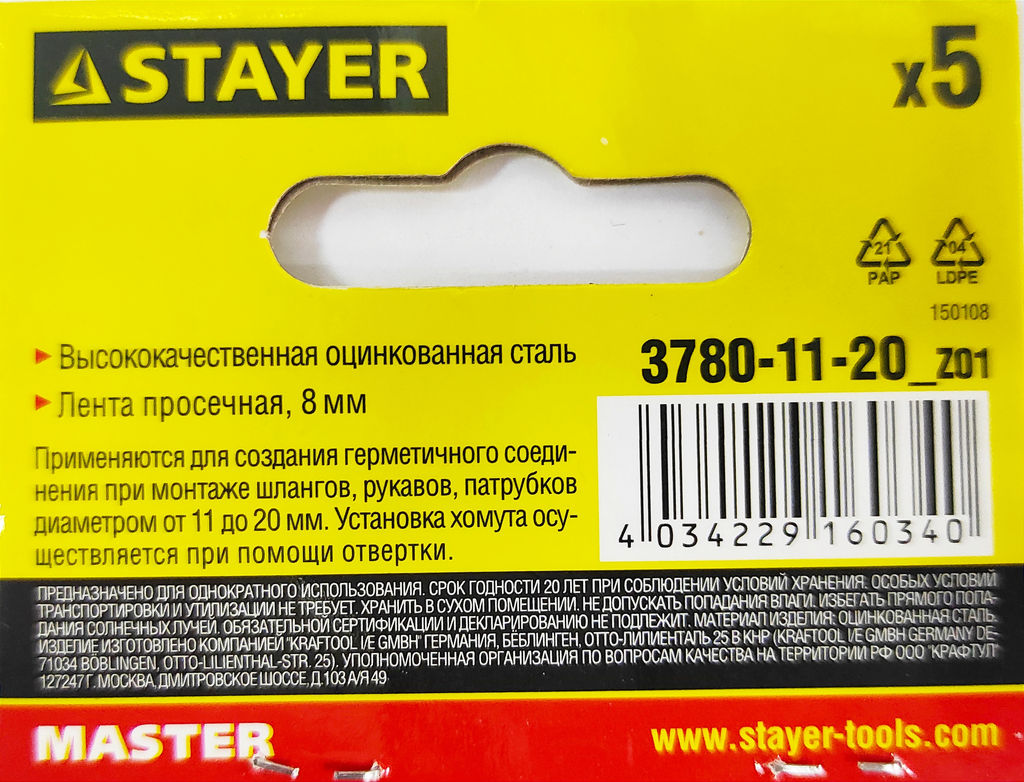 STAYER
x5
21
PAP
04
LDPE
150108
Высококачественная оцинкованная сталь
Лента просечная, 8 мм
3780-11-20_Z01
Применяются для создания герметичного соеди-
нения при монтаже шлангов, рукавов, патрубков
диаметром от 11 до 20 мм. Установка хомута осу-
ществляется при помощи отвертки.
4 034229 160340
ПРЕДНАЗНАЧЕНО ДЛЯ ОДНОКРАТНОГО ИСПОЛЬЗОВАНИЯ. СРОК ГОДНОСТИ 20 ЛЕТ ПРИ СОБЛЮДЕНИИ УСЛОВИЙ ХРАНЕНИЯ. ОСОБЫХ УСЛОВИЙ
ТРАНСПОРТИРОВКИ И УТИЛИЗАЦИИ НЕ ТРЕБУЕТ. ХРАНИТЬ В СУХОМ ПОМЕЩЕНИИ. НЕ ДОПУСКАТЬ ПОПАДАНИЯ ВЛАГИ. ИЗБЕГАТЬ ПРЯМОГО ПОПА-
ДАНИЯ СОЛНЕЧНЫХ ЛУЧЕЙ. ОБЯЗАТЕЛЬНОЙ СЕРТИФИКАЦИИ И ДЕКЛАРИРОВАНИЮ НЕ ПОДЛЕЖИТ. МАТЕРИАЛ ИЗДЕЛИЯ: ОЦИНКОВАННАЯ СТАЛЬ.
ИЗДЕЛИЕ ИЗГОТОВЛЕНО КОМПАНИЕЙ "KRAFTOOL I/E GMBH" ГЕРМАНИЯ, БЁБЛИНГЕН, ОТТО-ЛИЛИЕНТАЛЬ 25 В КНР (KRAFTOOL I/E GMBH GERMANY DE-
71034 BÖBLINGEN, OTTO-LILIENTHAL-STR. 25). УПОЛНОМОЧЕННАЯ ОРГАНИЗАЦИЯ ПО ВОПРОСАМ КАЧЕСТВА НА ТЕРРИТОРИИ РФ ООО "КРАФТУЛ"
127247 Г. МОСКВА, ДМИТРОВСКОЕ ШОССЕ, Д.103 А/Я 49
MASTER
www.stayer-tools.com